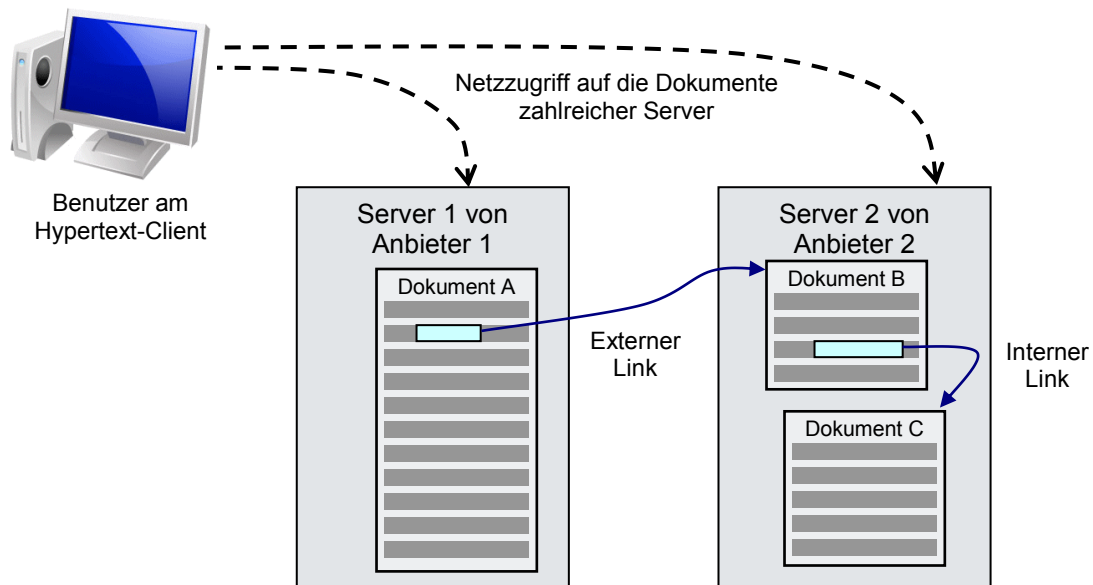 Netzzugriff auf die Dokumente
zahlreicher Server
Benutzer am
Hypertext-Client
Server 1 von
Anbieter 1
Dokument A
Externer
Link
Server 2 von
Anbieter 2
Dokument B
Interner
Link
Dokument C